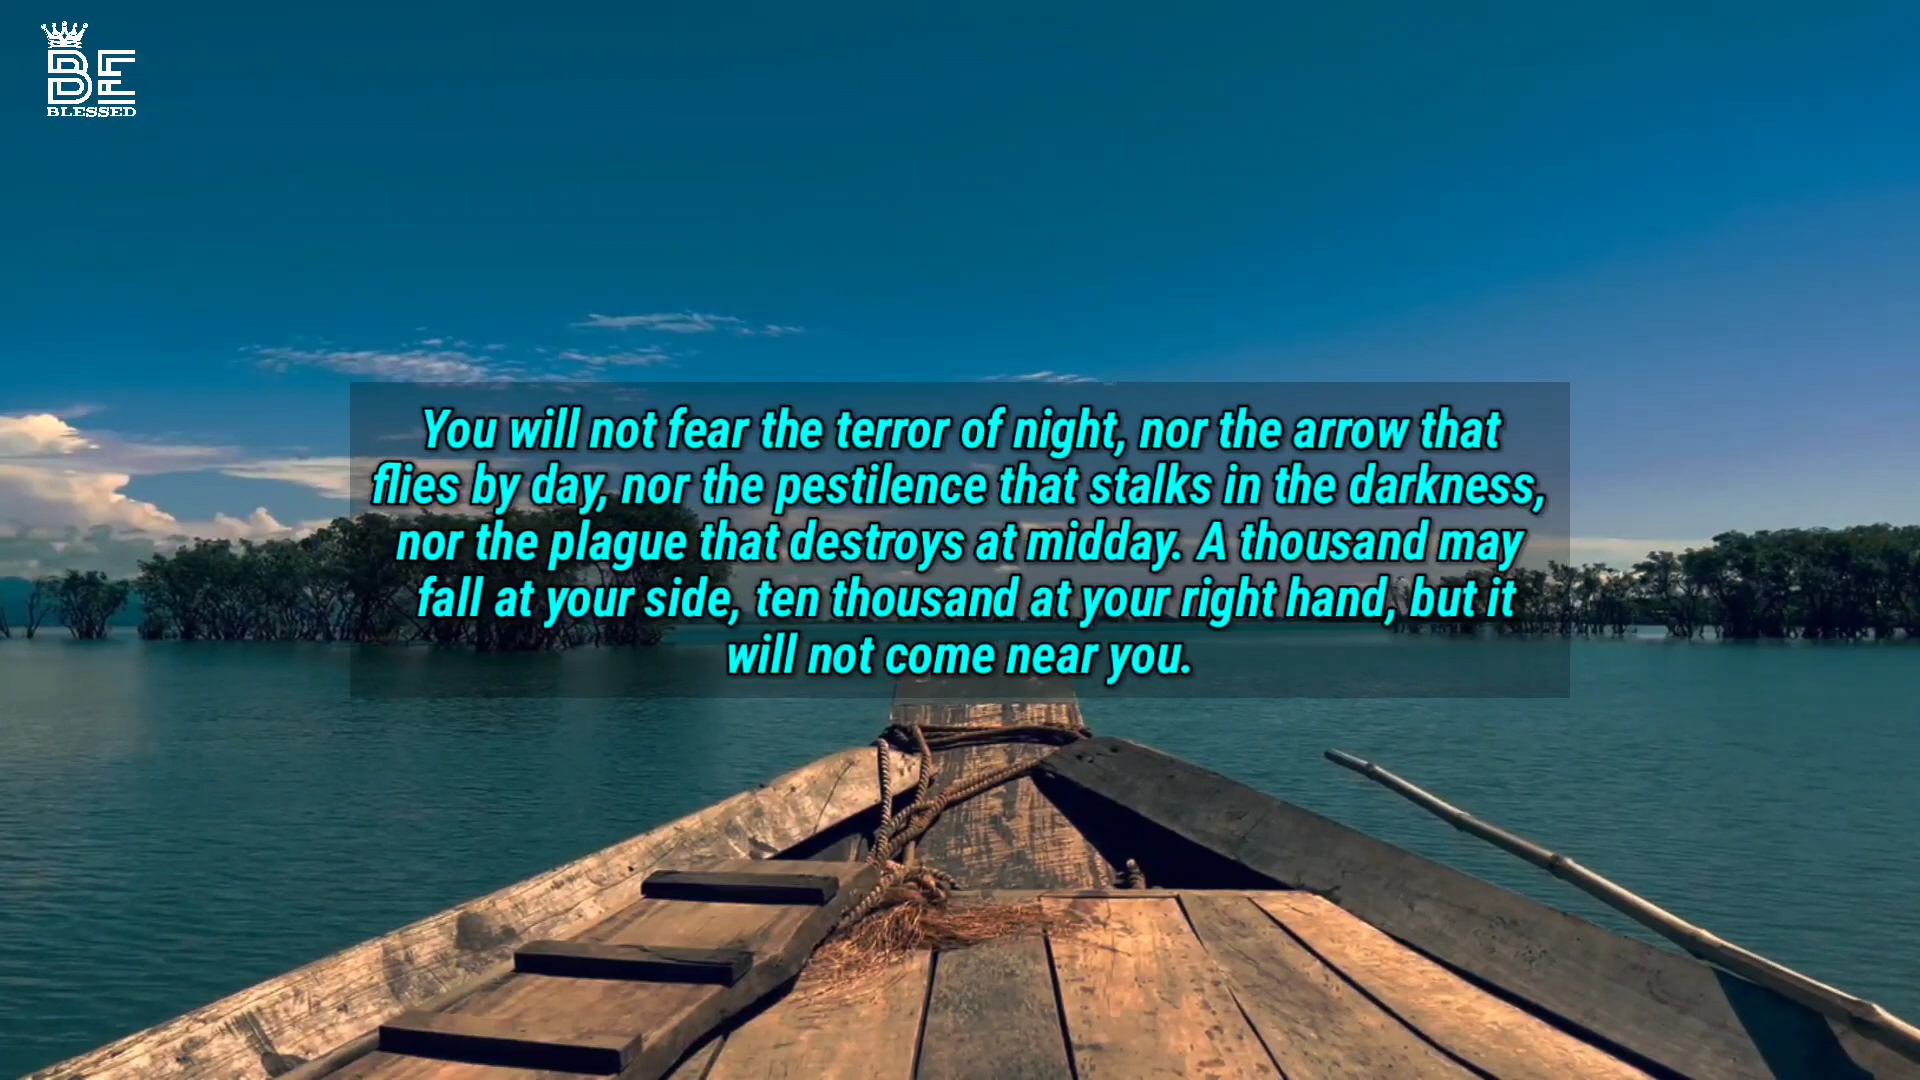 BE
BLESSED
You will not fear the terror of night, nor the arrow that
flies by day, nor the pestilence that stalks in the darkness,
nor the plague that destroys at midday. A thousand may
fall at your side, ten thousand at your right hand, but it
will not come near you.